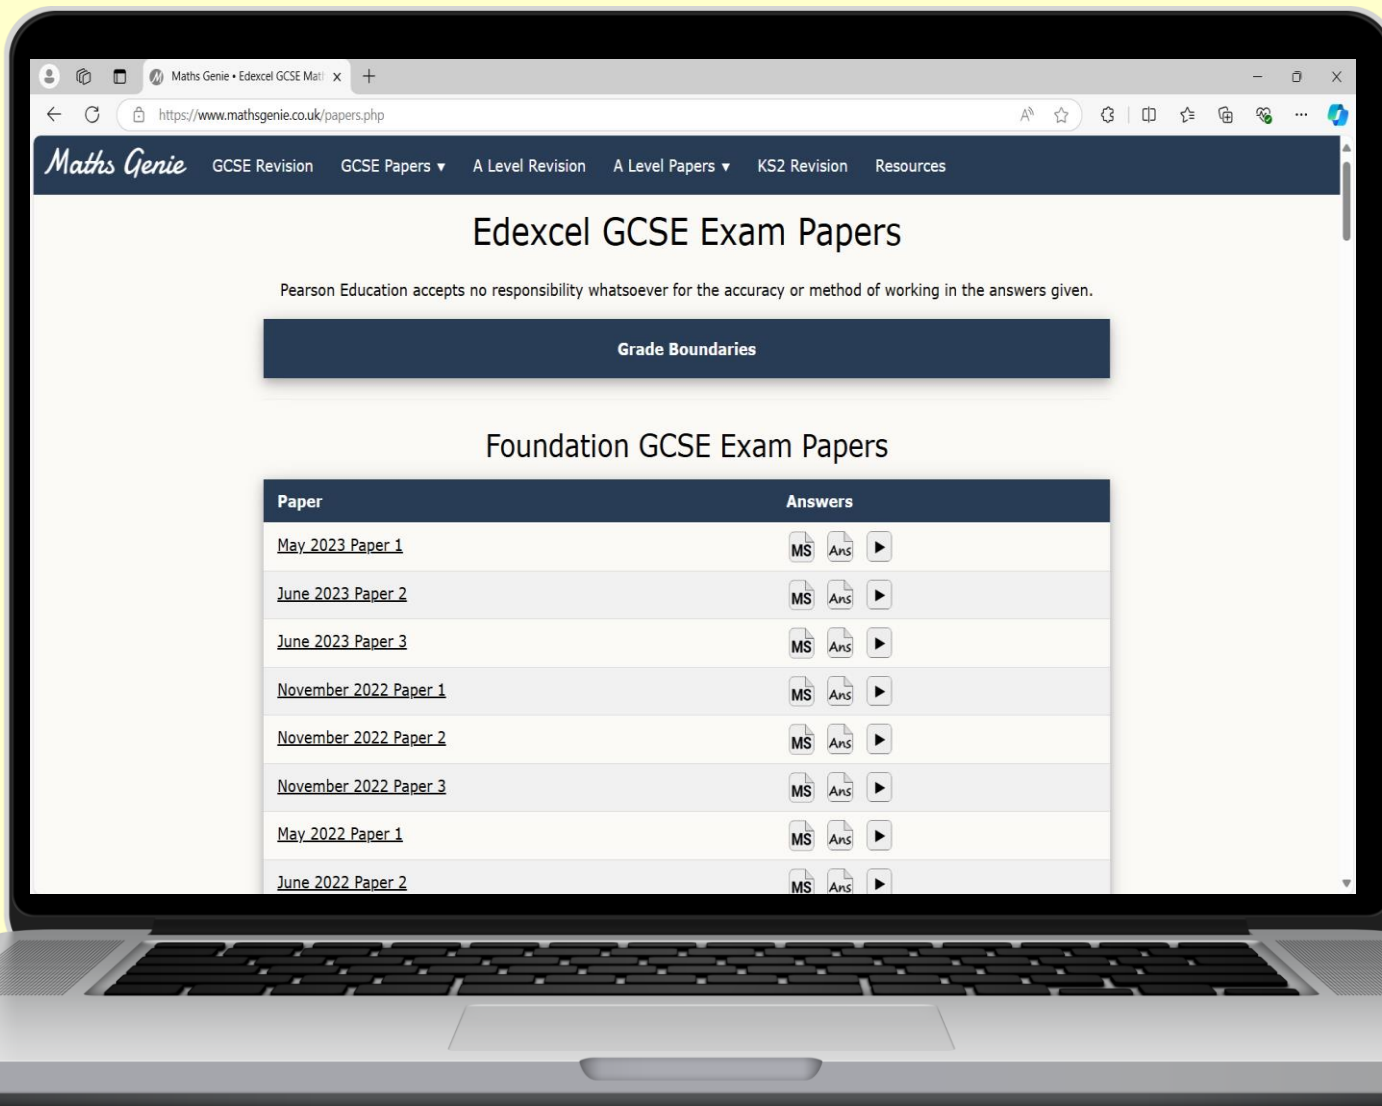 Maths Genie • Edexcel GCSE Mat
https://www.mathsgenie.co.uk/papers.php
Maths Genie GCSE Revision GCSE Papers ▾ A Level Revision A Level Papers ▾ KS2 Revision Resources
Edexcel GCSE Exam Papers
Pearson Education accepts no responsibility whatsoever for the accuracy or method of working in the answers given.
Grade Boundaries
Foundation GCSE Exam Papers
Paper Answers
May 2023 Paper 1 MS Ans
June 2023 Paper 2 MS Ans
June 2023 Paper 3 MS Ans
November 2022 Paper 1 MS Ans
November 2022 Paper 2 MS Ans
November 2022 Paper 3 MS Ans
May 2022 Paper 1 MS Ans
June 2022 Paper 2 MS Ans